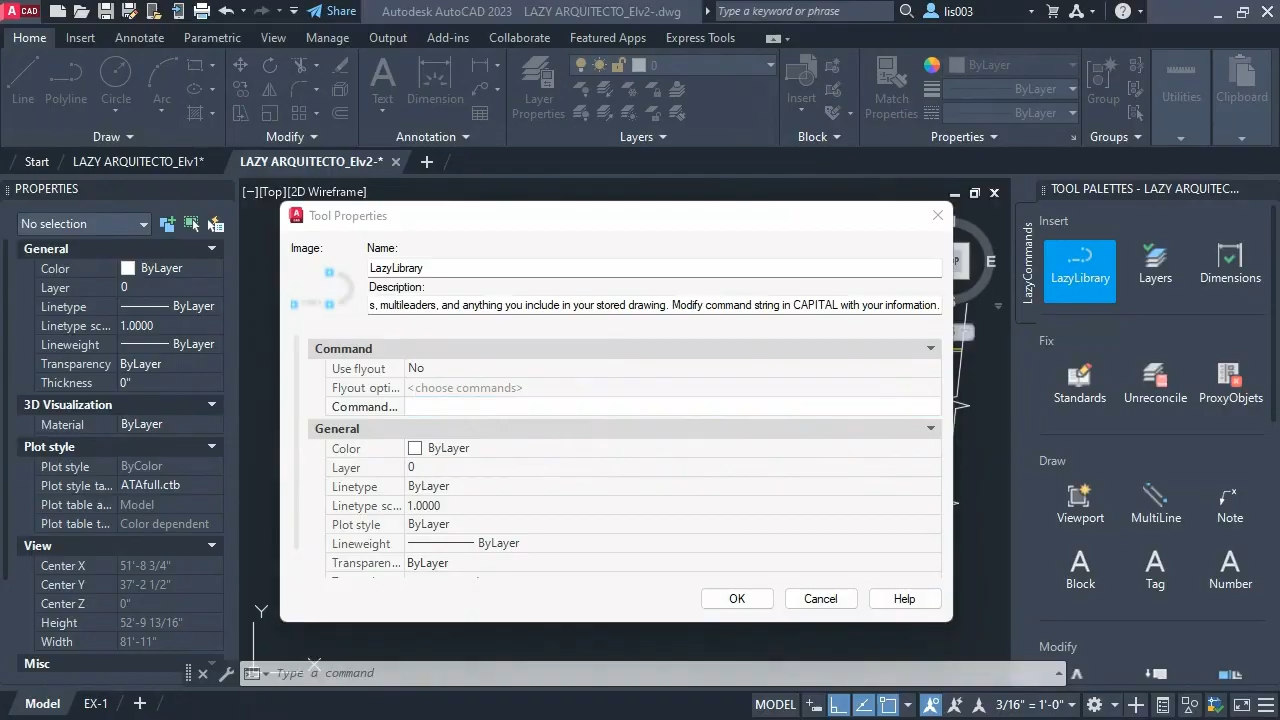 CAD
Share
Autodesk AutoCAD 2023 LAZY ARQUITECTO_Elv2-.dwg
Type a keyword or phrase
lis003
Home Insert Annotate Parametric View Manage Output Add-ins Collaborate Featured Apps Express Tools
Line Polyline Circle Arc
Text Dimension
Layer Properties
0
Insert
Match Properties
ByLayer
ByLayer
ByLayer
Group
Utilities
Clipboard
Draw Modify Annotation Layers Block Properties Groups
Start LAZY ARQUITECTO_Elv1* LAZY ARQUITECTO_Elv2-*
PROPERTIES
No selection
General
Color ByLayer
Layer 0
Linetype ByLayer
Linetype sc... 1.0000
Lineweight ByLayer
Transparency ByLayer
Thickness 0"
3D Visualization
Material ByLayer
Plot style
Plot style ByColor
Plot style ta... ATAfull.ctb
Plot table a... Model
Plot table t... Color dependent
View
Center X 51'-8 3/4"
Center Y 37'-2 1/2"
Center Z 0"
Height 52'-9 13/16"
Width 81'-11"
Misc
[−][Top][2D Wireframe]
E
Y
Tool Properties
Image:
Name:
LazyLibrary
Description:
s, multileaders, and anything you include in your stored drawing. Modify command string in CAPITAL with your information.
Command
Use flyout No
Flyout opti... <choose commands>
Command...
General
Color ByLayer
Layer 0
Linetype ByLayer
Linetype sc... 1.0000
Plot style ByLayer
Lineweight ByLayer
Transparen... ByLayer
OK Cancel Help
Type a command
TOOL PALETTES - LAZY ARQUITEC...
LazyCommands
Insert
LazyLibrary Layers Dimensions
Fix
Standards Unreconcile ProxyObjets
Draw
Viewport MultiLine Note
Block Tag Number
Modify
Model EX-1
MODEL
3/16" = 1'-0"